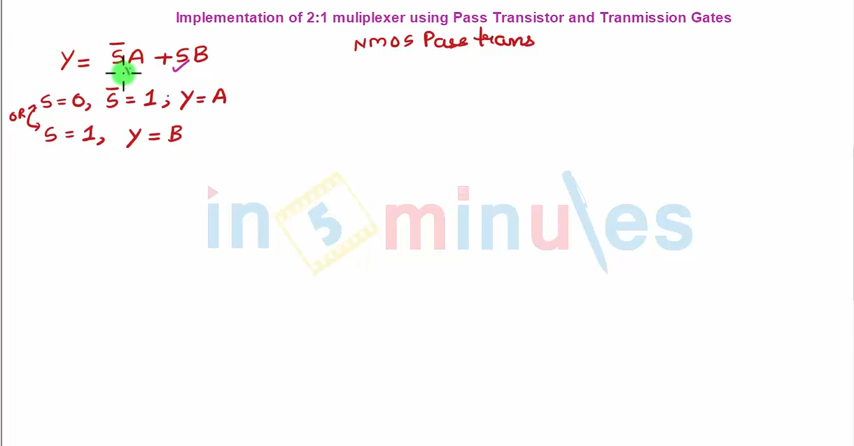 Implementation of 2:1 muliplexer using Pass Transistor and Tranmission Gates
NMOS Pass trans
Y = S̅A + SB
S = 0, S̅ = 1 ; Y = A
OR
S = 1, Y = B
in 5 minutes